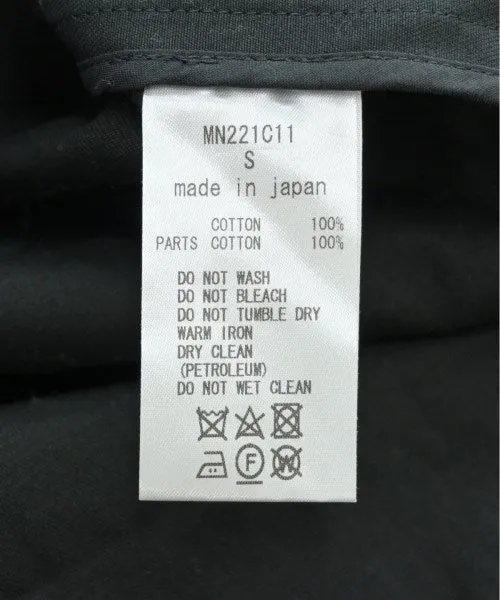 MN221C11
S
made in japan
COTTON 100%
PARTS COTTON 100%
DO NOT WASH
DO NOT BLEACH
DO NOT TUMBLE DRY
WARM IRON
DRY CLEAN
(PETROLEUM)
DO NOT WET CLEAN
F
W